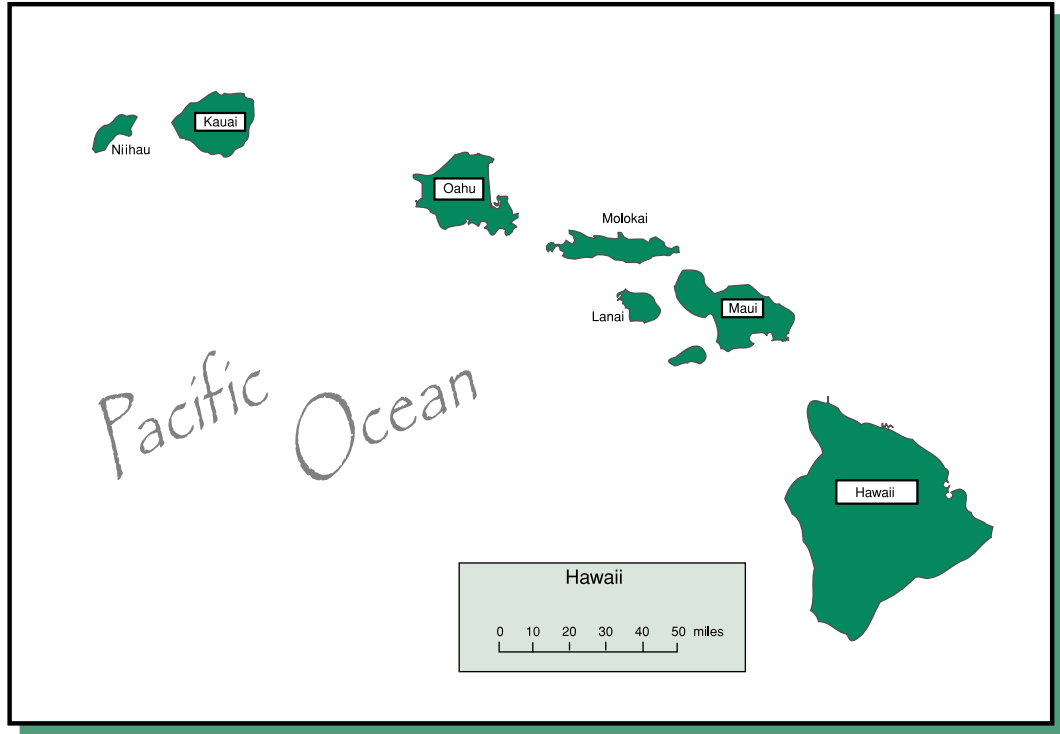 Kauai
Niihau
Oahu
Molokai
Lanai
Maui
Pacific Ocean
Hawaii
Hawaii
0 10 20 30 40 50 miles